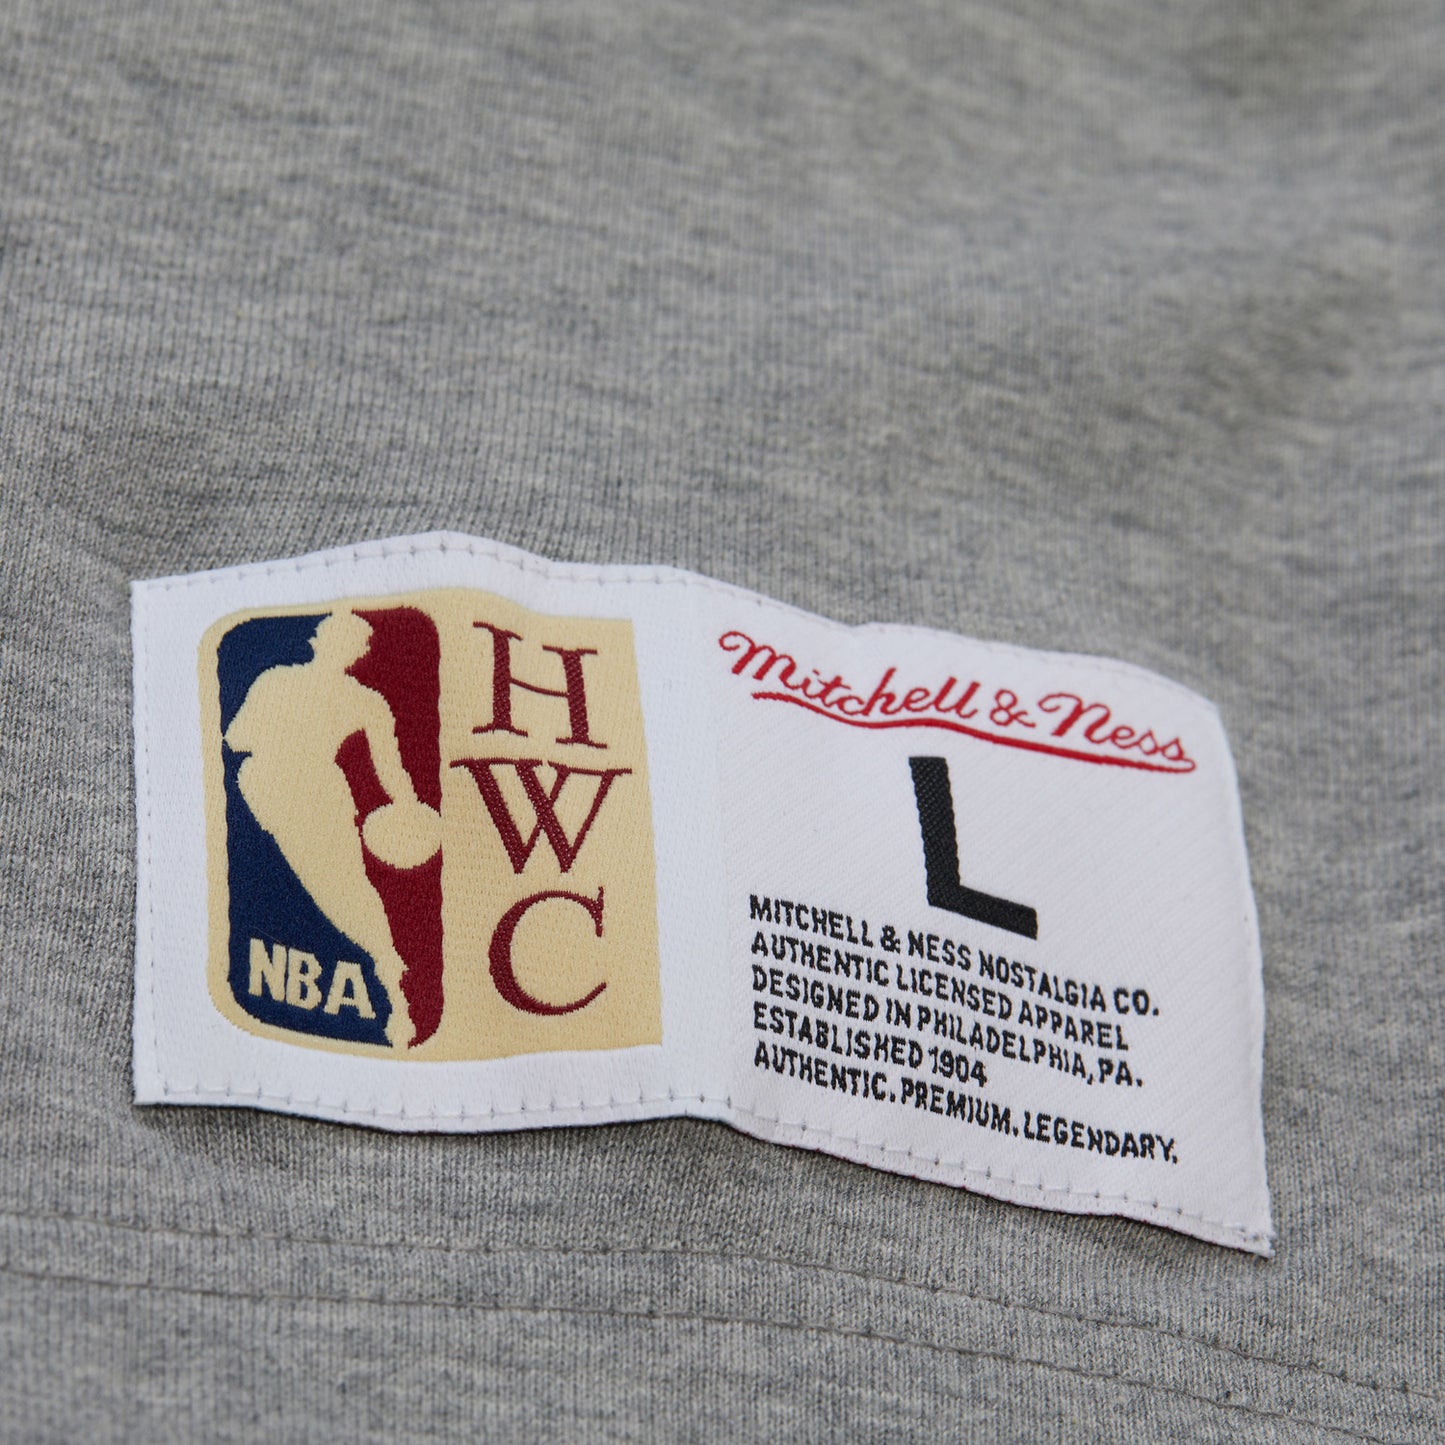 NBA
H
W
C
Mitchell & Ness
L
MITCHELL & NESS NOSTALGIA CO.
AUTHENTIC LICENSED APPAREL
DESIGNED IN PHILADELPHIA, PA.
ESTABLISHED 1904
AUTHENTIC. PREMIUM. LEGENDARY.